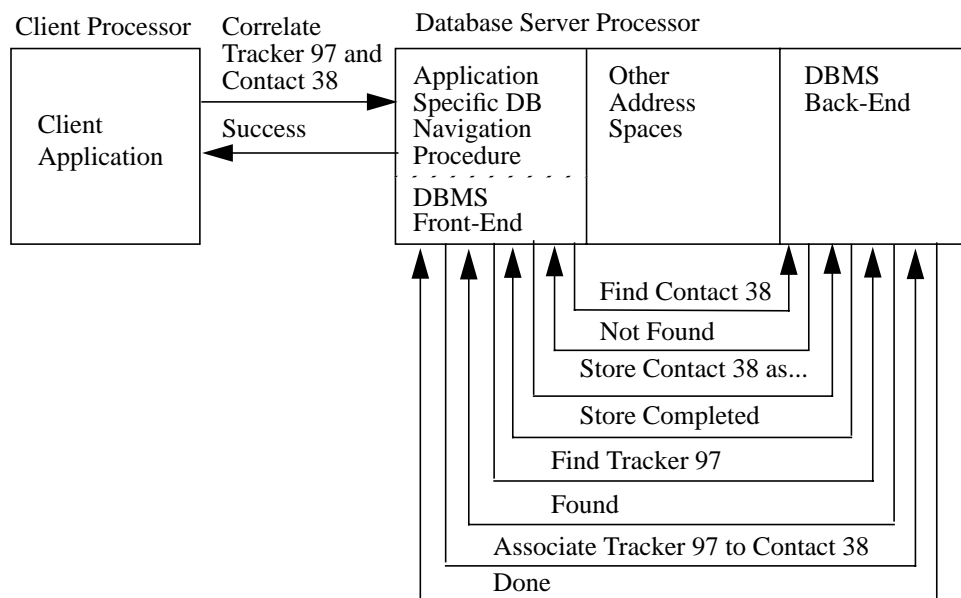 Client Processor
Correlate
Tracker 97 and
Contact 38
Database Server Processor
Client
Application
Success
Application
Specific DB
Navigation
Procedure
DBMS
Front-End
Other
Address
Spaces
DBMS
Back-End
Find Contact 38
Not Found
Store Contact 38 as...
Store Completed
Find Tracker 97
Found
Associate Tracker 97 to Contact 38
Done